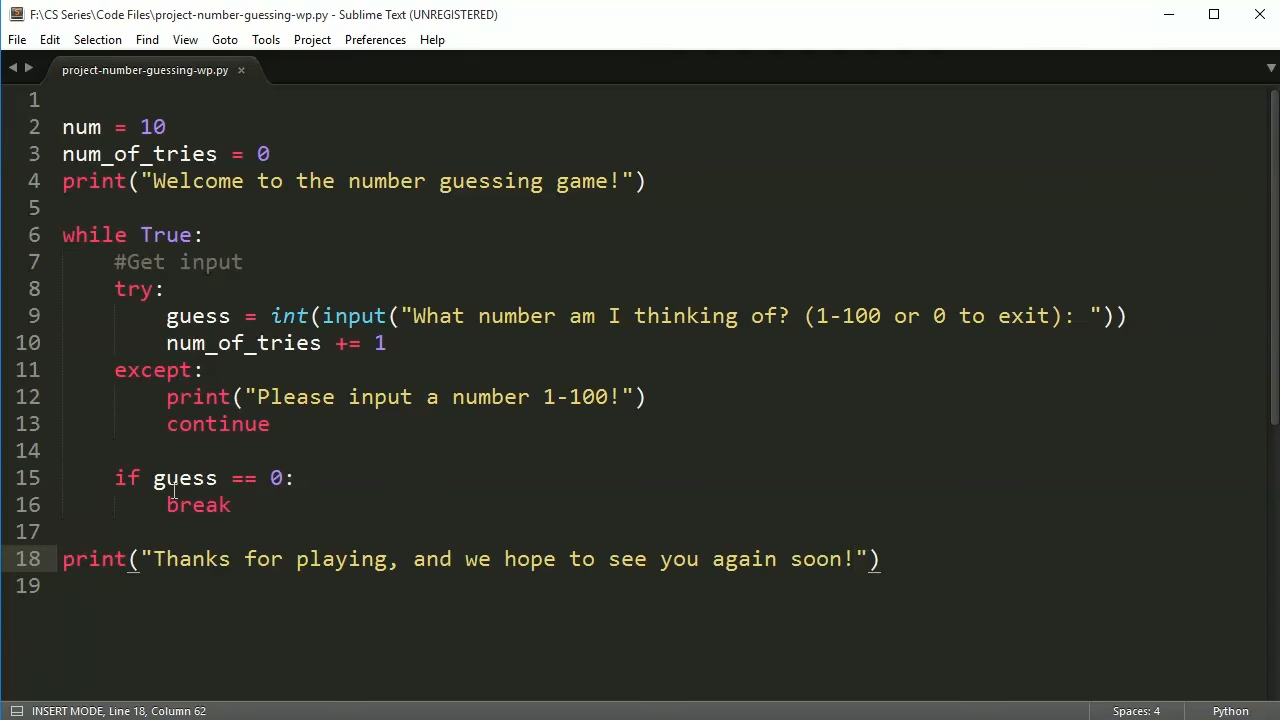 F:\CS Series\Code Files\project-number-guessing-wp.py - Sublime Text (UNREGISTERED)
File Edit Selection Find View Goto Tools Project Preferences Help
project-number-guessing-wp.py ×
1
2 num = 10
3 num_of_tries = 0
4 print("Welcome to the number guessing game!")
5
6 while True:
7 #Get input
8 try:
9 guess = int(input("What number am I thinking of? (1-100 or 0 to exit): "))
10 num_of_tries += 1
11 except:
12 print("Please input a number 1-100!")
13 continue
14
15 if guess == 0:
16 break
17
18 print("Thanks for playing, and we hope to see you again soon!")
19
INSERT MODE, Line 18, Column 62 Spaces: 4 Python